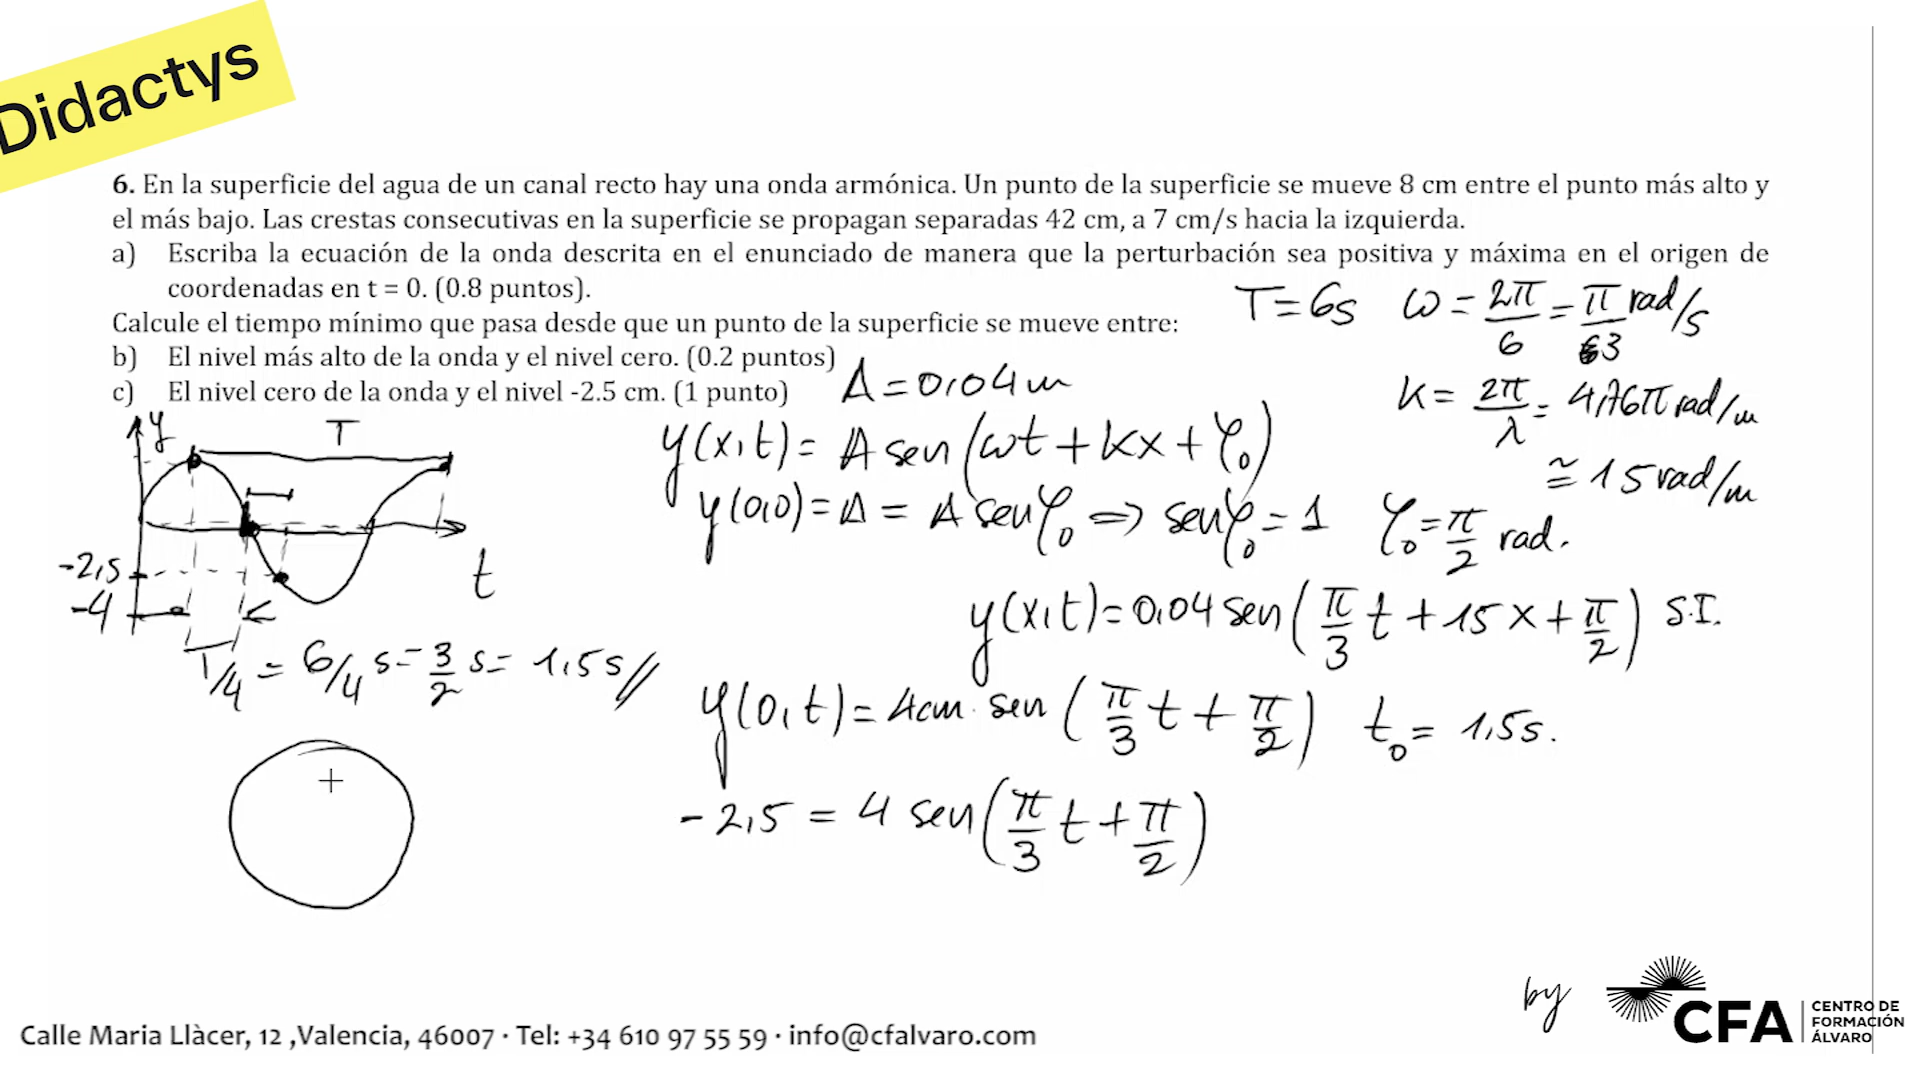 Didactys
6. En la superficie del agua de un canal recto hay una onda armónica. Un punto de la superficie se mueve 8 cm entre el punto más alto y
el más bajo. Las crestas consecutivas en la superficie se propagan separadas 42 cm, a 7 cm/s hacia la izquierda.
a) Escriba la ecuación de la onda descrita en el enunciado de manera que la perturbación sea positiva y máxima en el origen de
coordenadas en t = 0. (0.8 puntos).
T=6s ω = 2π/6 = π/3 rad/s
Calcule el tiempo mínimo que pasa desde que un punto de la superficie se mueve entre:
b) El nivel más alto de la onda y el nivel cero. (0.2 puntos)
c) El nivel cero de la onda y el nivel -2.5 cm. (1 punto)
A=0,04m
K = 2π/λ = 4,76π rad/m
≃ 15 rad/m
y
T
-2,5
-4
t
T/4 = 6/4 s = 3/2 s = 1,5 s //
y(x,t) = A sen (ωt + kx + φ₀)
y(0,0) = A = A sen φ₀ => sen φ₀ = 1 φ₀ = π/2 rad.
y(x,t) = 0,04 sen (π/3 t + 15 x + π/2) S.I.
y(0,t) = 4cm · sen (π/3 t + π/2) t₀ = 1,5s.
-2,5 = 4 sen (π/3 t + π/2)
by
CFA
CENTRO DE
FORMACIÓN
ÁLVARO
Calle Maria Llàcer, 12 ,Valencia, 46007 · Tel: +34 610 97 55 59 · info@cfalvaro.com